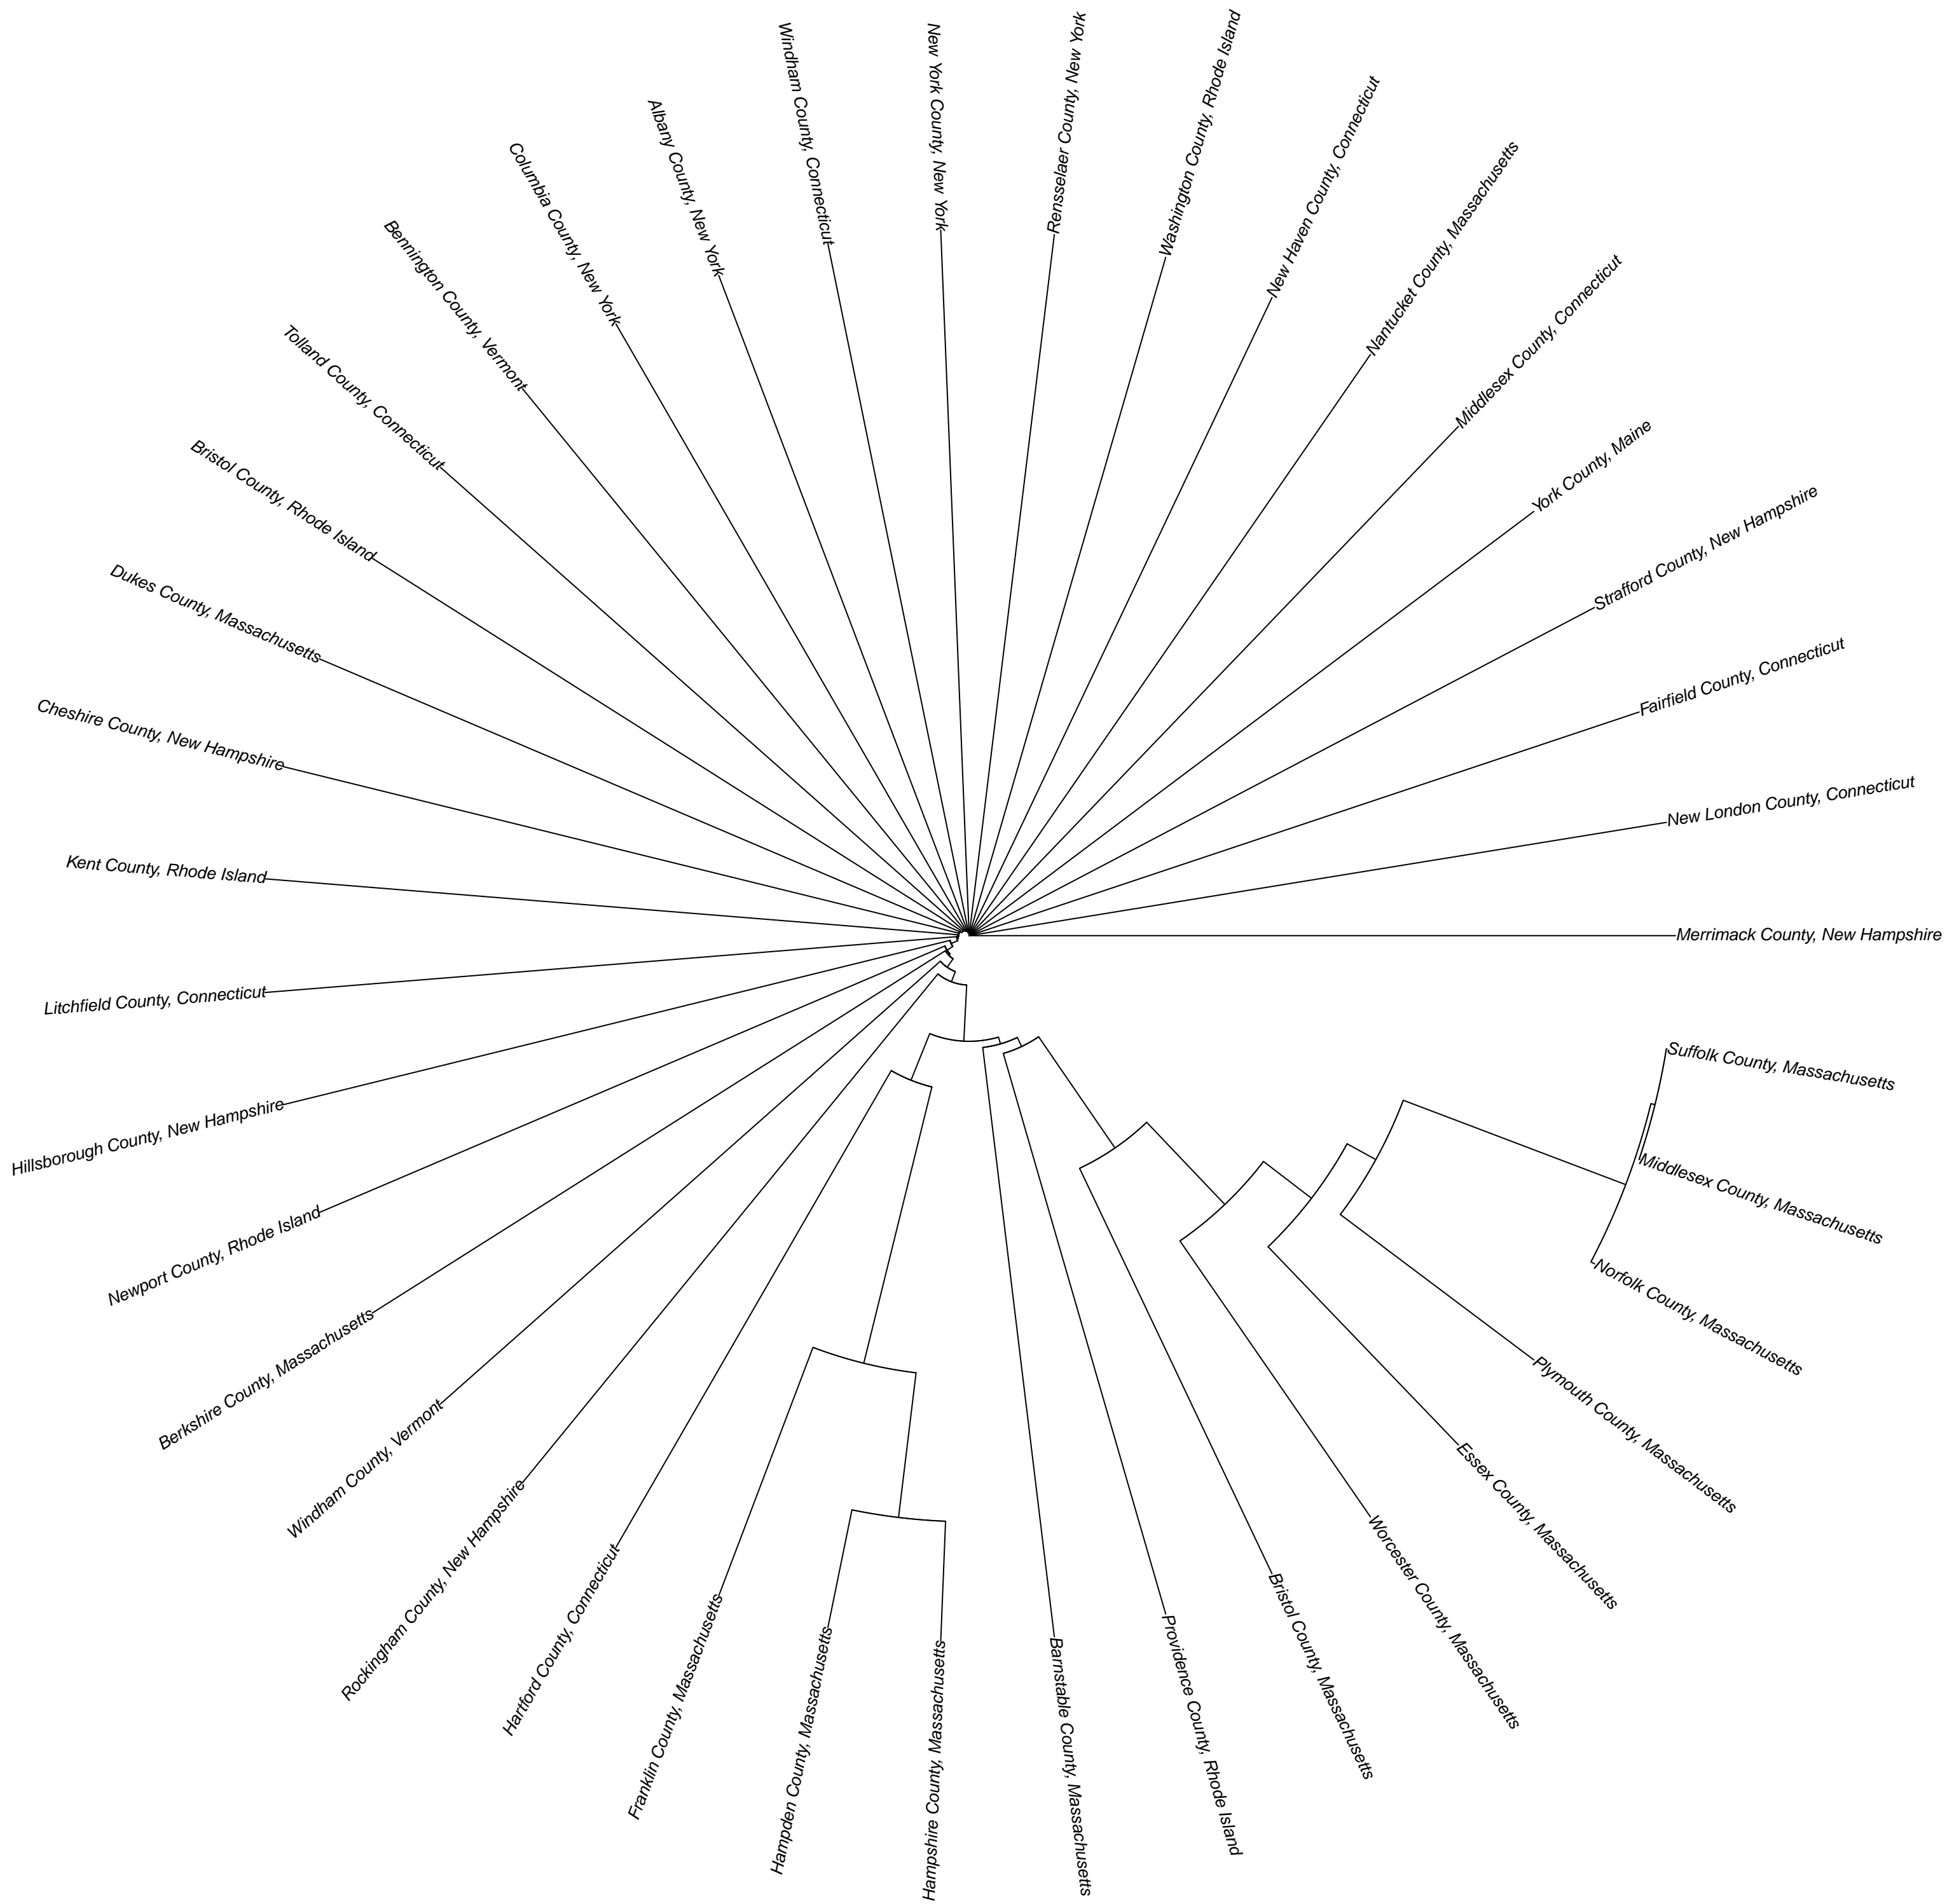 New York County, New York
Rensselaer County, New York
Washington County, Rhode Island
New Haven County, Connecticut
Nantucket County, Massachusetts
Middlesex County, Connecticut
York County, Maine
Strafford County, New Hampshire
Fairfield County, Connecticut
New London County, Connecticut
Merrimack County, New Hampshire
Suffolk County, Massachusetts
Middlesex County, Massachusetts
Norfolk County, Massachusetts
Plymouth County, Massachusetts
Essex County, Massachusetts
Worcester County, Massachusetts
Bristol County, Massachusetts
Providence County, Rhode Island
Barnstable County, Massachusetts
Hampshire County, Massachusetts
Hampden County, Massachusetts
Franklin County, Massachusetts
Hartford County, Connecticut
Rockingham County, New Hampshire
Windham County, Vermont
Berkshire County, Massachusetts
Newport County, Rhode Island
Hillsborough County, New Hampshire
Litchfield County, Connecticut
Kent County, Rhode Island
Cheshire County, New Hampshire
Dukes County, Massachusetts
Bristol County, Rhode Island
Tolland County, Connecticut
Bennington County, Vermont
Columbia County, New York
Albany County, New York
Windham County, Connecticut